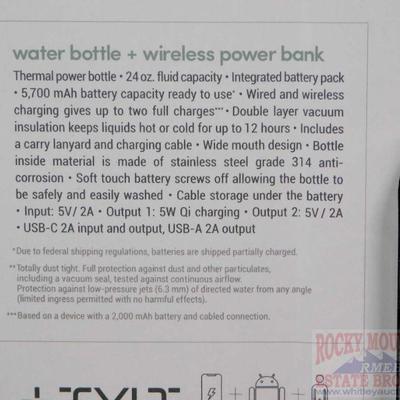 water bottle + wireless power bank
Thermal power bottle • 24 oz. fluid capacity • Integrated battery pack
• 5,700 mAh battery capacity ready to use* • Wired and wireless
charging gives up to two full charges*** • Double layer vacuum
insulation keeps liquids hot or cold for up to 12 hours • Includes
a carry lanyard and charging cable • Wide mouth design • Bottle
inside material is made of stainless steel grade 314 anti-
corrosion • Soft touch battery screws off allowing the bottle to
be safely and easily washed • Cable storage under the battery
• Input: 5V/ 2A • Output 1: 5W Qi charging • Output 2: 5V/ 2A
• USB-C 2A input and output, USB-A 2A output
*Due to federal shipping regulations, batteries are shipped partially charged.
**Totally dust tight. Full protection against dust and other particulates,
including a vacuum seal, tested against continuous airflow.
Protection against low-pressure jets (6.3 mm) of directed water from any angle
(limited ingress permitted with no harmful effects).
***Based on a device with a 2,000 mAh battery and cabled connection.
ROCKY MOU
RMEB
STATE BRO
www.whitleyauc